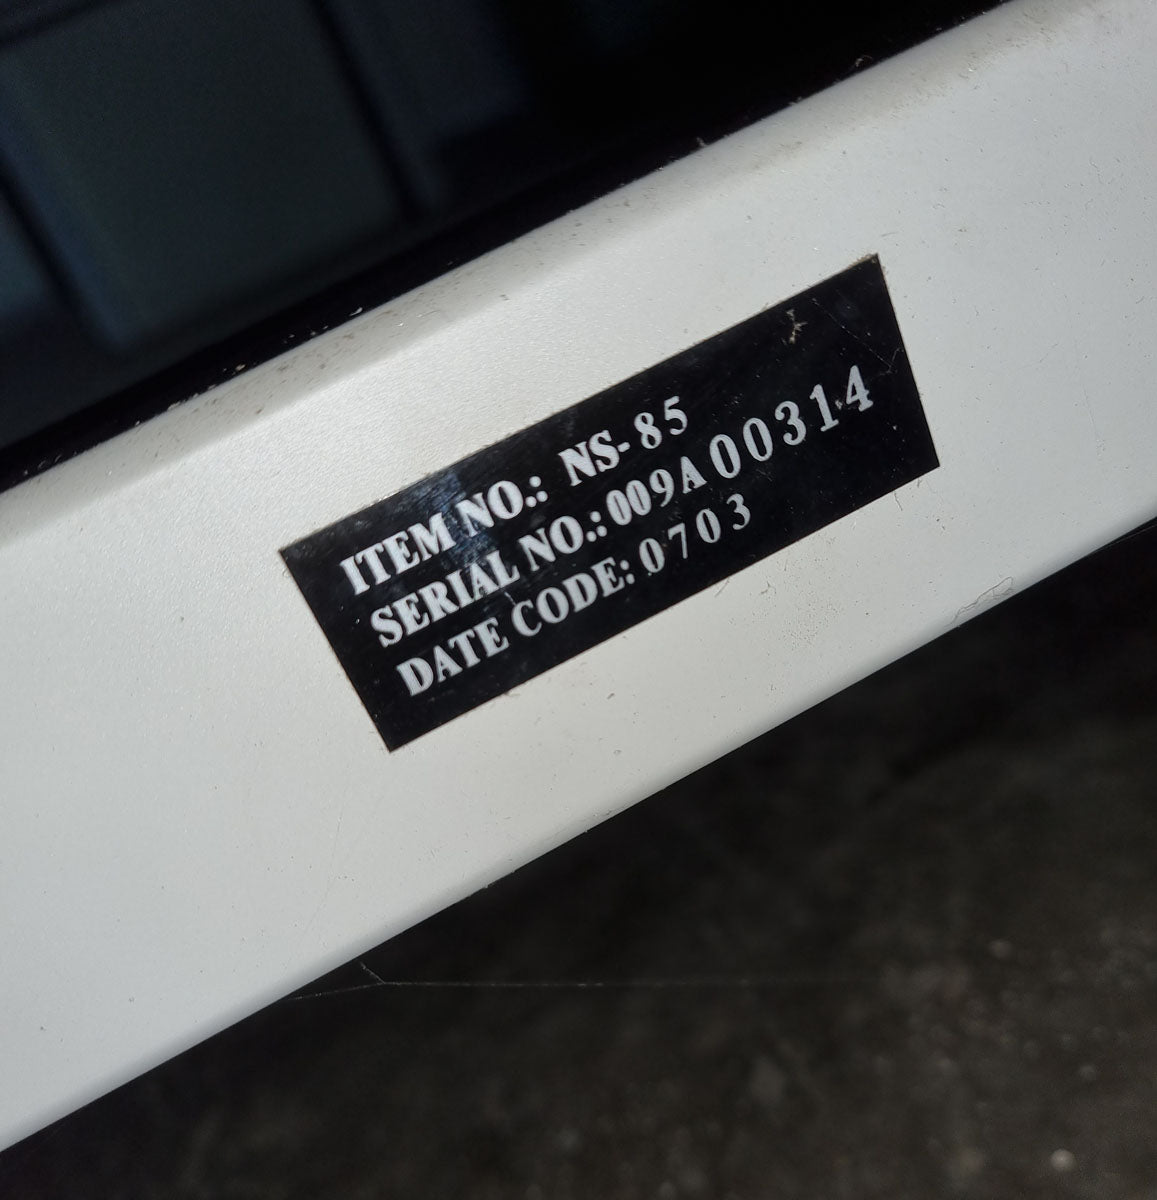 ITEM NO.: NS-85
SERIAL NO.: 009A00314
DATE CODE: 0703